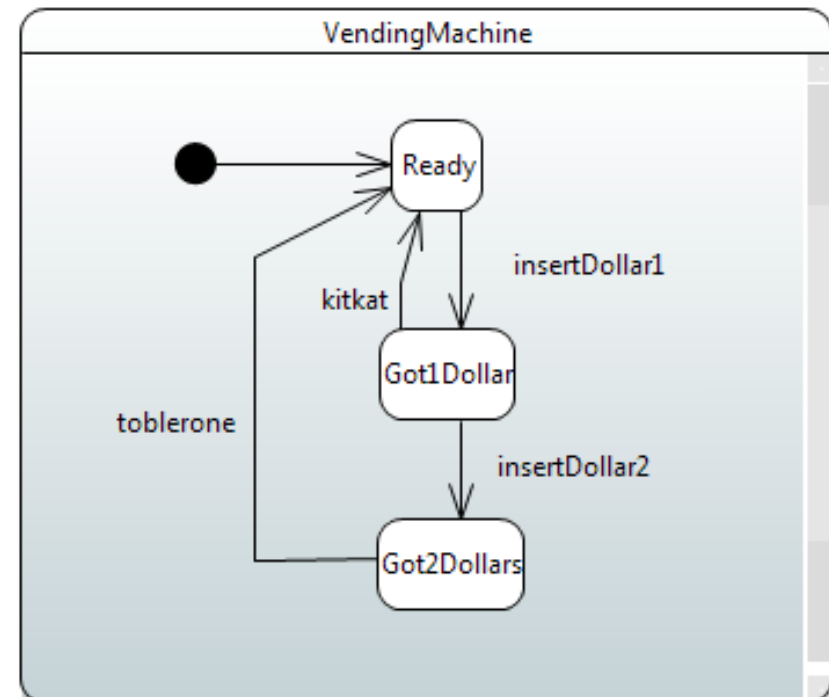 VendingMachine
Ready
insertDollar1
kitkat
Got1Dollar
toblerone
insertDollar2
Got2Dollars